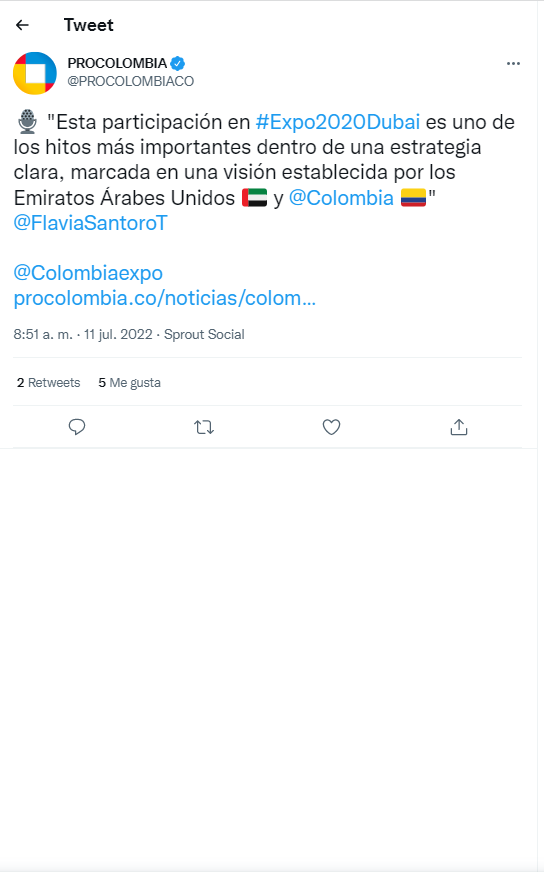 Tweet
PROCOLOMBIA
@PROCOLOMBIACO
🎙 "Esta participación en #Expo2020Dubai es uno de
los hitos más importantes dentro de una estrategia
clara, marcada en una visión establecida por los
Emiratos Árabes Unidos 🇦🇪 y @Colombia 🇨🇴"
@FlaviaSantoroT
@Colombiaexpo
procolombia.co/noticias/colom...
8:51 a. m. · 11 jul. 2022 · Sprout Social
2 Retweets 5 Me gusta